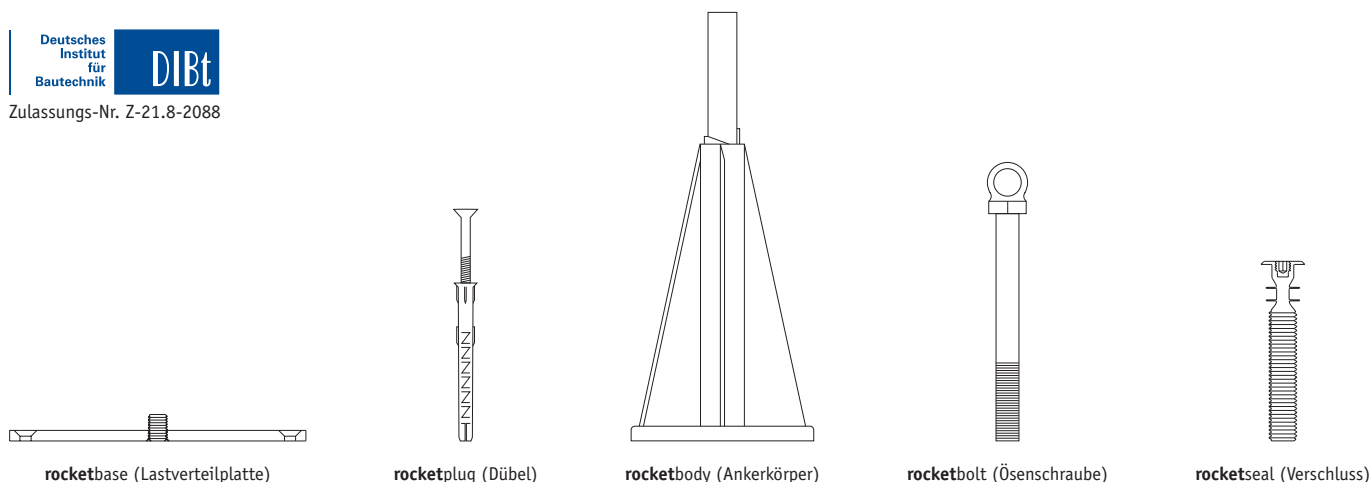 Deutsches
Institut
für
Bautechnik
DIBt
Zulassungs-Nr. Z-21.8-2088
rocketbase (Lastverteilplatte)
rocketplug (Dübel)
rocketbody (Ankerkörper)
rocketbolt (Ösenschraube)
rocketseal (Verschluss)